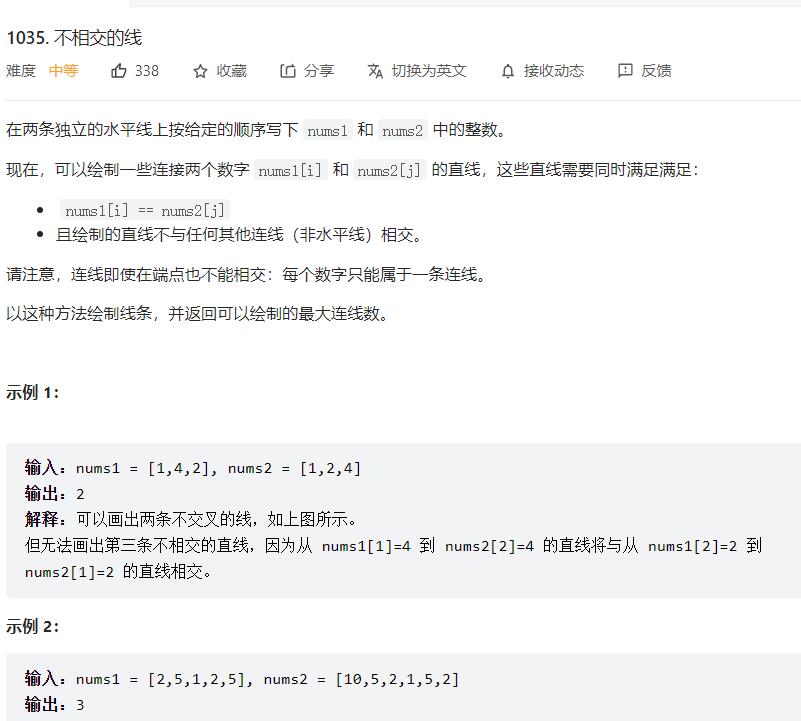 1035. 不相交的线
难度 中等 338 收藏 分享 切换为英文 接收动态 反馈
在两条独立的水平线上按给定的顺序写下 nums1 和 nums2 中的整数。
现在，可以绘制一些连接两个数字 nums1[i] 和 nums2[j] 的直线，这些直线需要同时满足满足：
nums1[i] == nums2[j]
且绘制的直线不与任何其他连线（非水平线）相交。
请注意，连线即使在端点也不能相交：每个数字只能属于一条连线。
以这种方法绘制线条，并返回可以绘制的最大连线数。
示例 1：
输入：nums1 = [1,4,2], nums2 = [1,2,4]
输出：2
解释：可以画出两条不交叉的线，如上图所示。
但无法画出第三条不相交的直线，因为从 nums1[1]=4 到 nums2[2]=4 的直线将与从 nums1[2]=2 到
nums2[1]=2 的直线相交。
示例 2：
输入：nums1 = [2,5,1,2,5], nums2 = [10,5,2,1,5,2]
输出：3